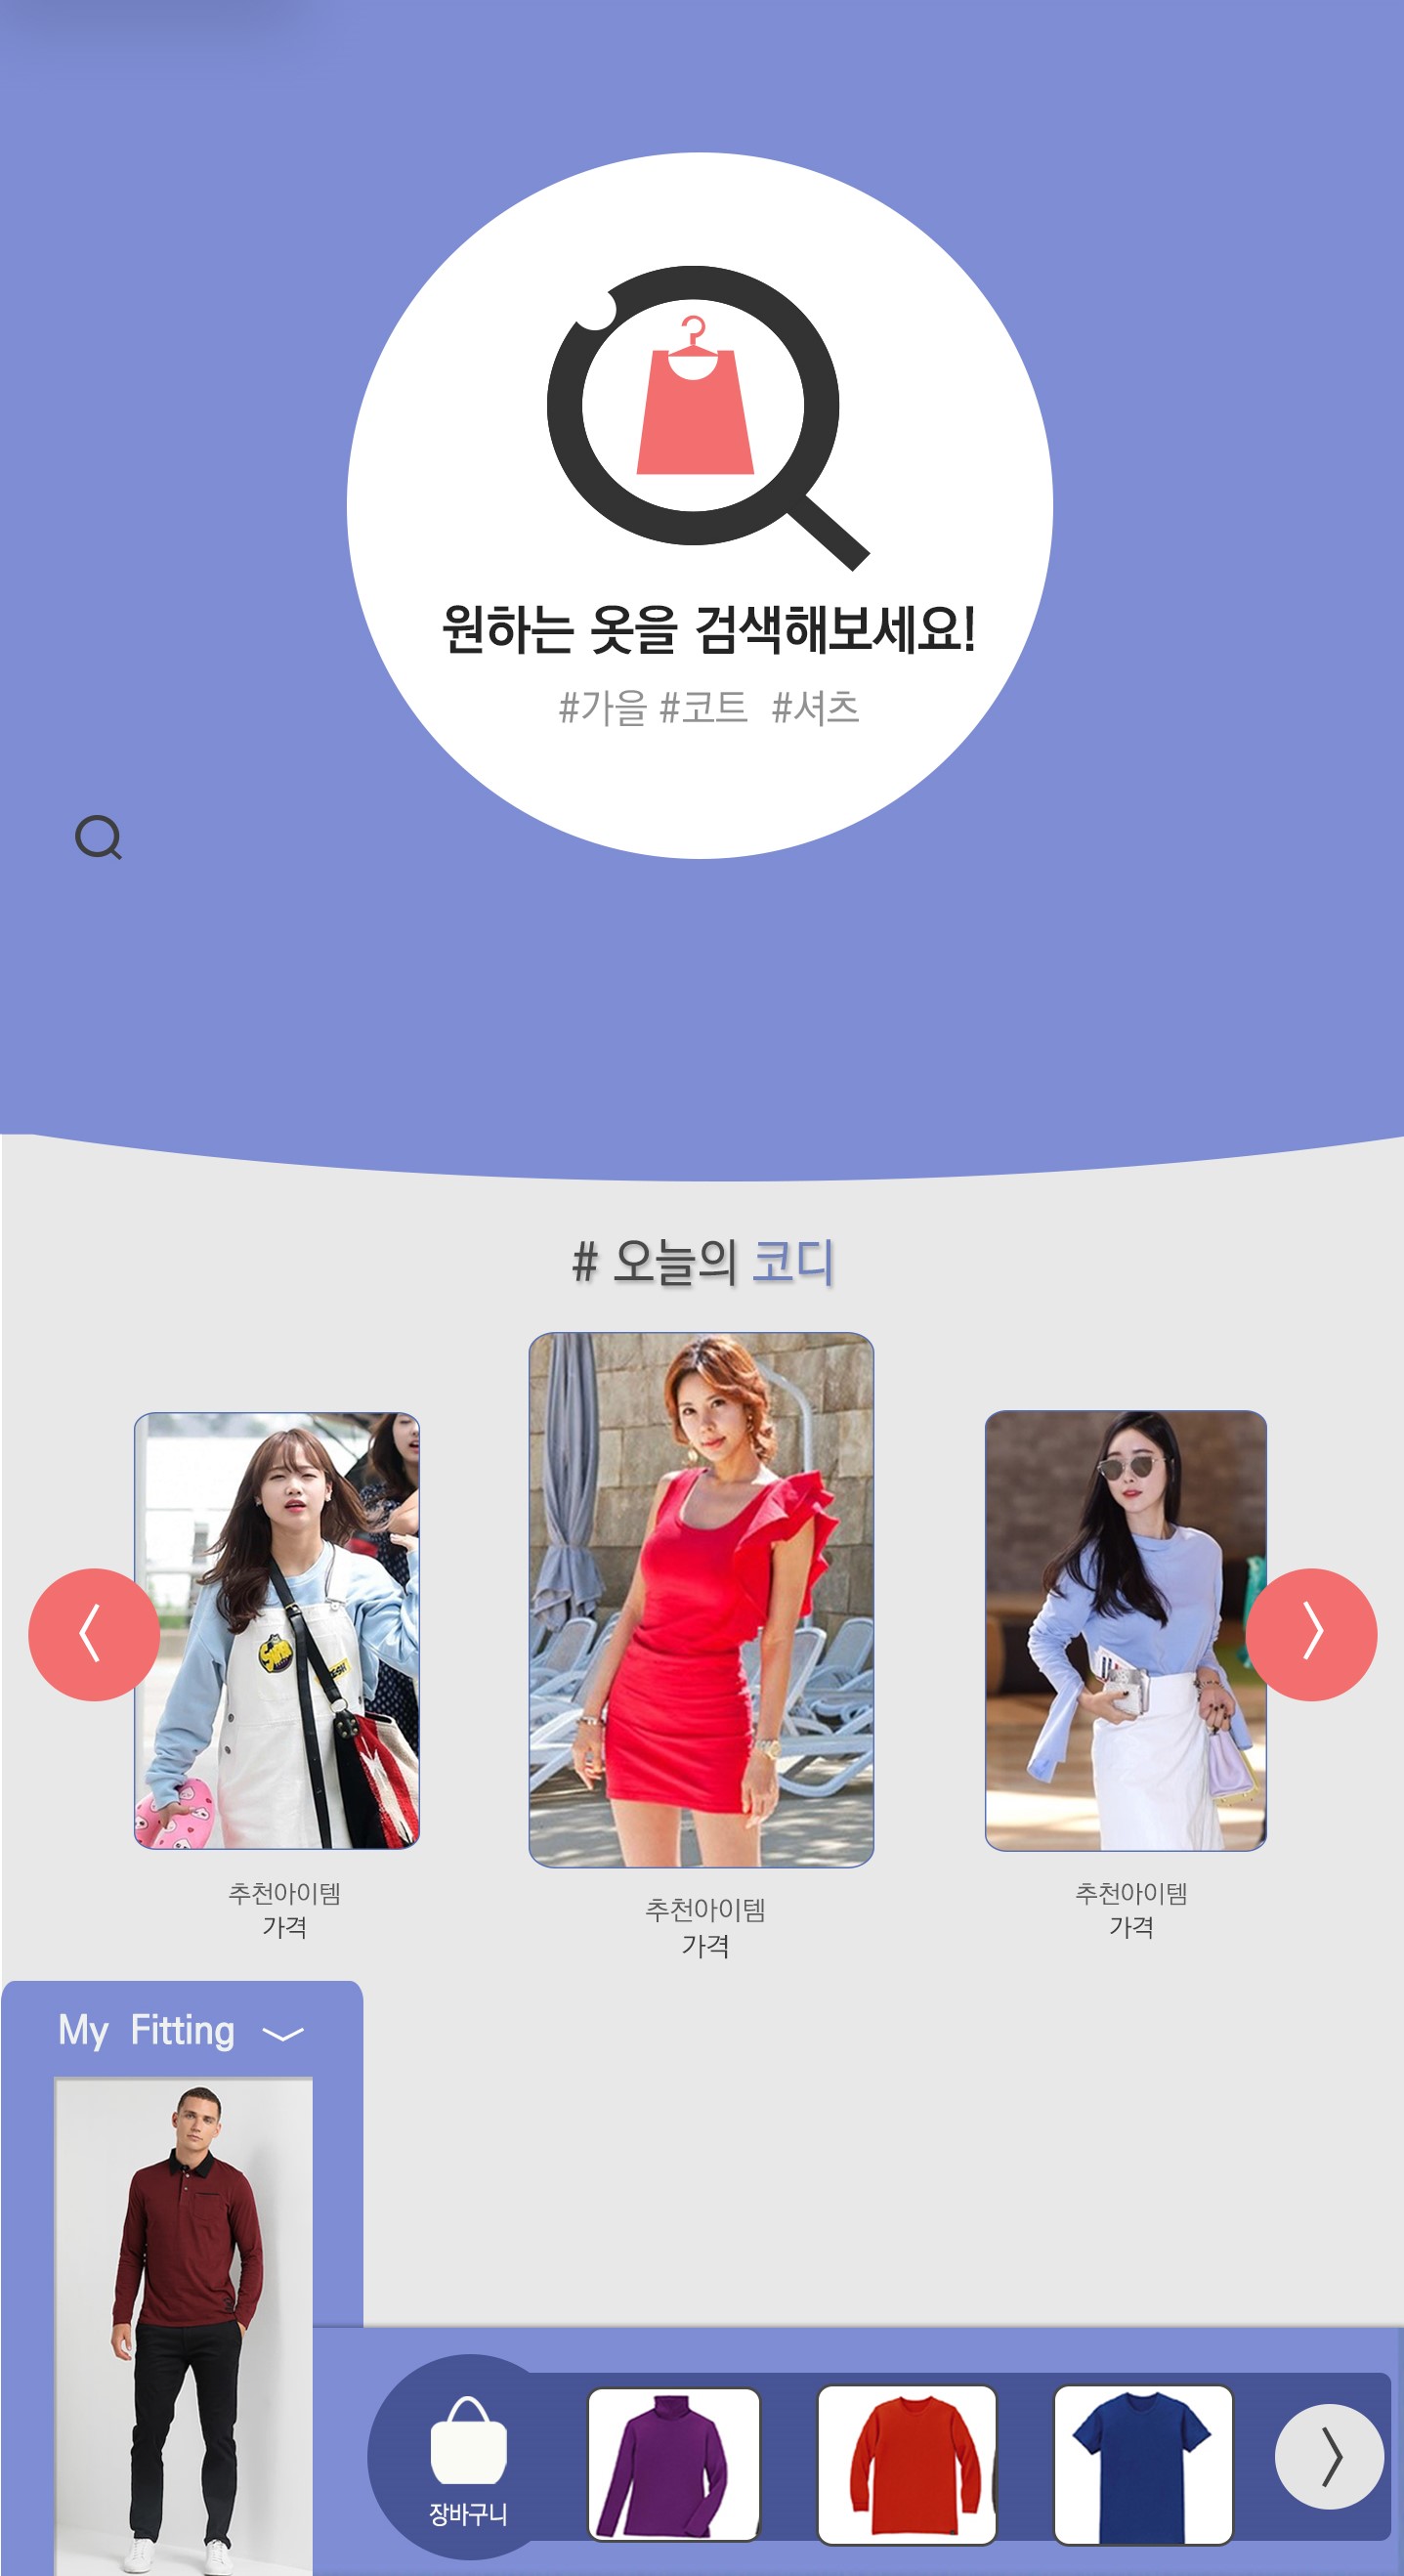 원하는 옷을 검색해보세요!
#가을 #코트 #셔츠
# 오늘의 코디
추천아이템
가격
추천아이템
가격
추천아이템
가격
My Fitting
장바구니